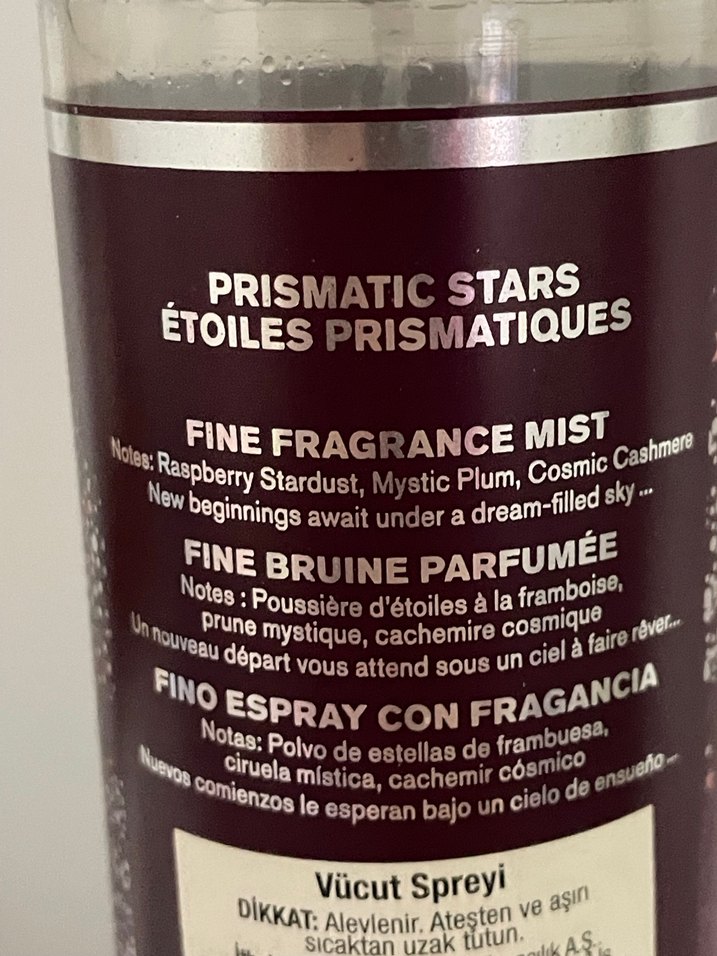 PRISMATIC STARS
ÉTOILES PRISMATIQUES
FINE FRAGRANCE MIST
Notes: Raspberry Stardust, Mystic Plum, Cosmic Cashmere
New beginnings await under a dream-filled sky ...
FINE BRUINE PARFUMÉE
Notes : Poussière d'étoiles à la framboise,
prune mystique, cachemire cosmique
Un nouveau départ vous attend sous un ciel à faire rêver...
FINO ESPRAY CON FRAGANCIA
Notas: Polvo de estellas de frambuesa,
ciruela mística, cachemir cósmico
Nuevos comienzos le esperan bajo un cielo de ensueño...
Vücut Spreyi
DİKKAT: Alevlenir. Ateşten ve aşırı
sıcaktan uzak tutun.
A.Ş.